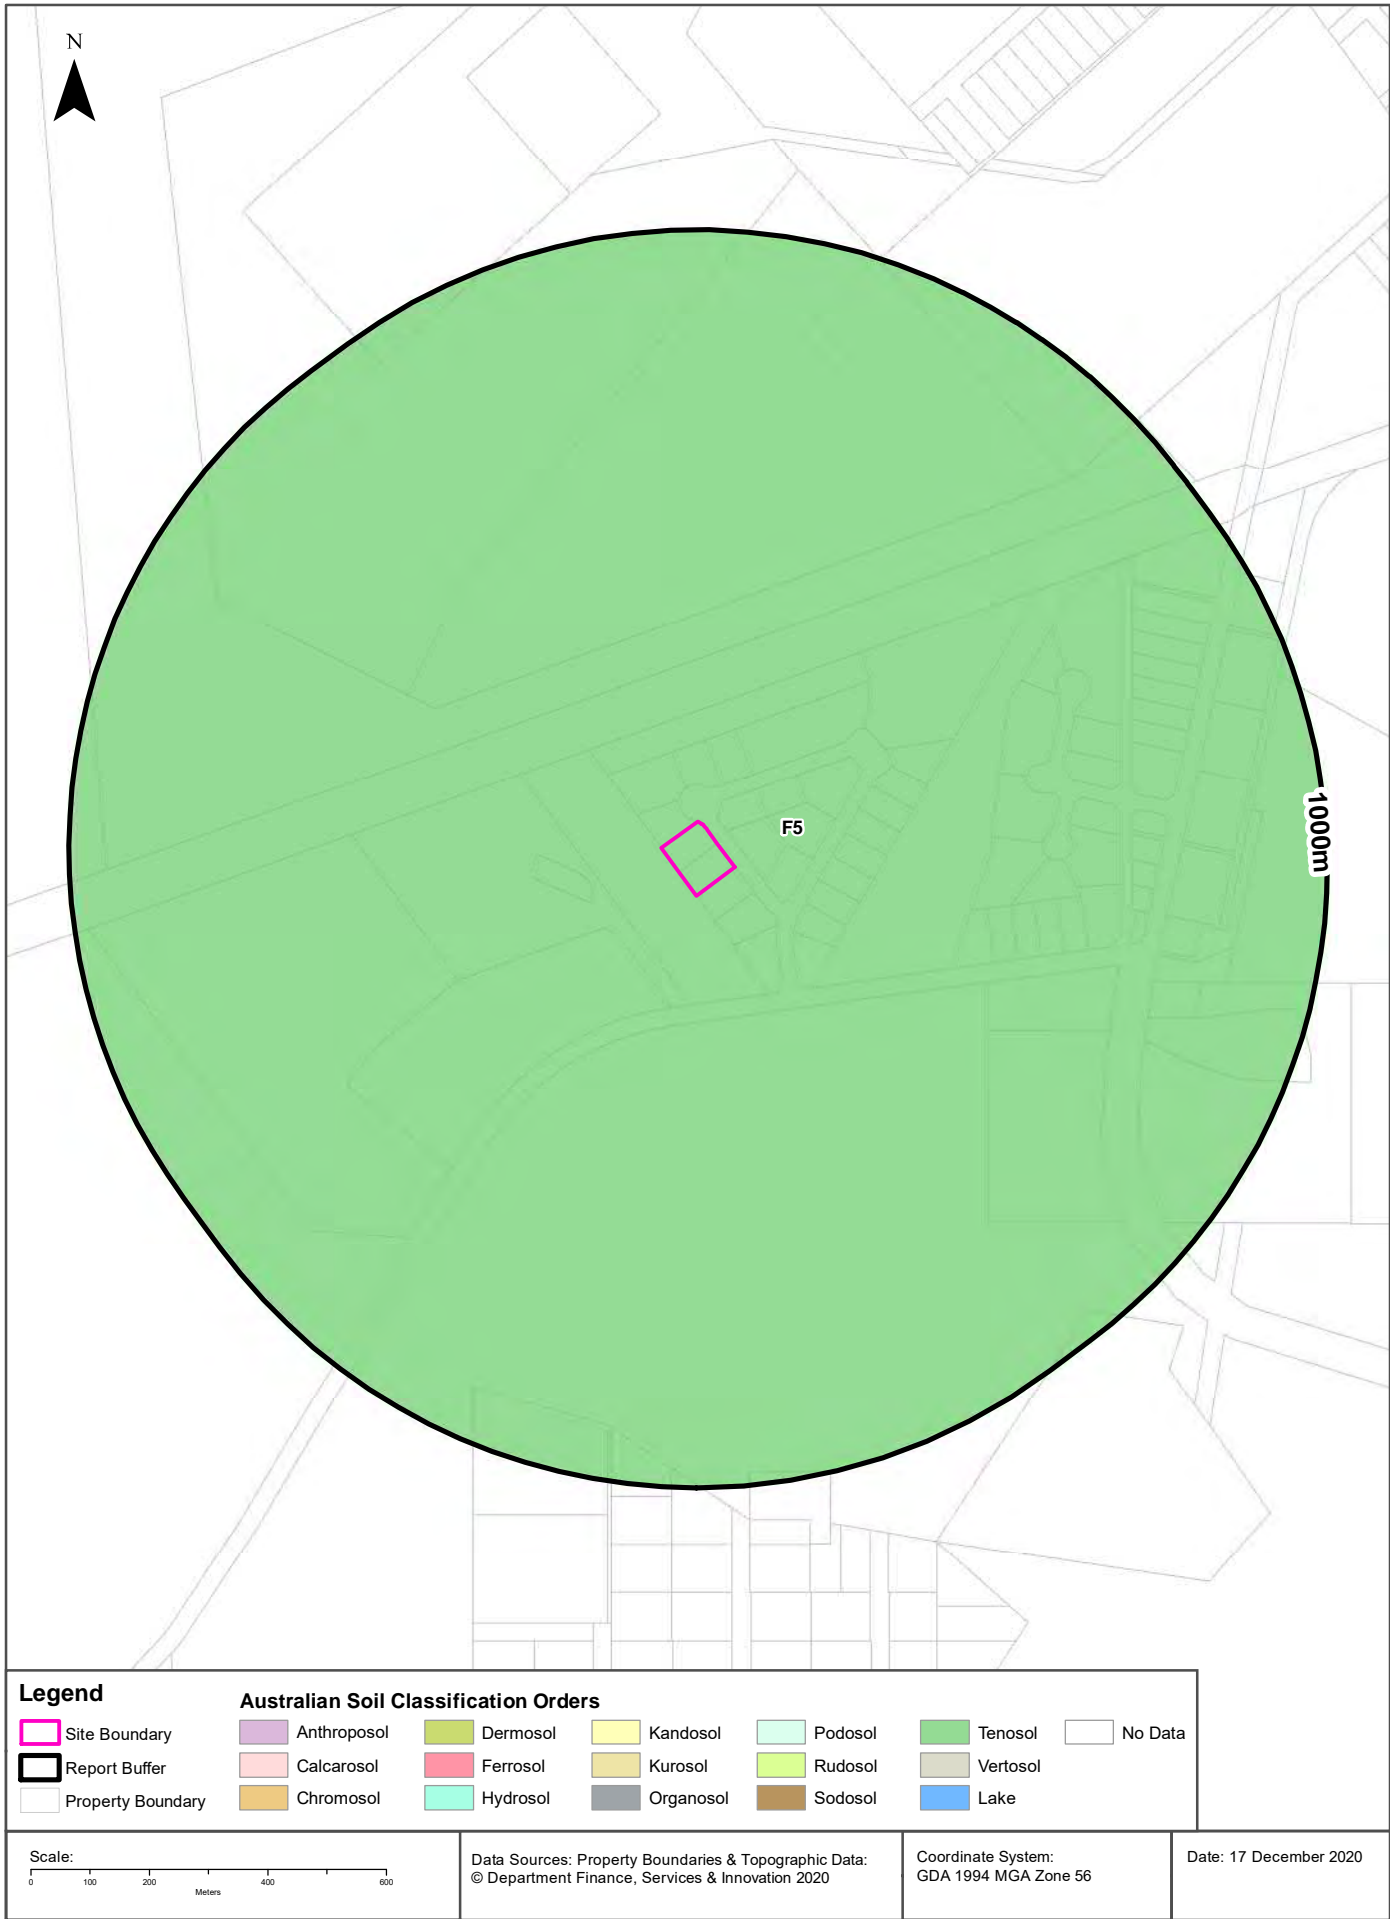 N
F5
1000m
Legend
Site Boundary
Report Buffer
Property Boundary
Australian Soil Classification Orders
Anthroposol
Calcarosol
Chromosol
Dermosol
Ferrosol
Hydrosol
Kandosol
Kurosol
Organosol
Podosol
Rudosol
Sodosol
Tenosol
Vertosol
Lake
No Data
Scale:
0 100 200 400 600
Meters
Data Sources: Property Boundaries & Topographic Data:
© Department Finance, Services & Innovation 2020
Coordinate System:
GDA 1994 MGA Zone 56
Date: 17 December 2020